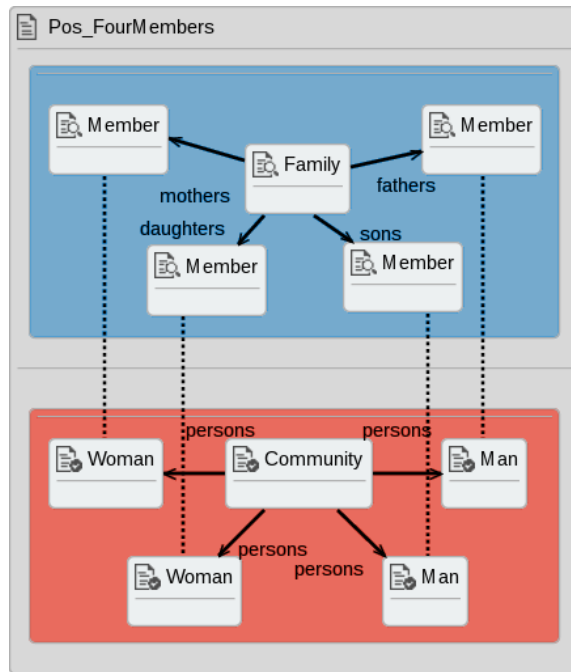 Pos_FourMembers
Member
Member
Family
mothers
fathers
daughters
sons
Member
Member
persons
persons
Woman
Community
Man
persons
persons
Woman
Man